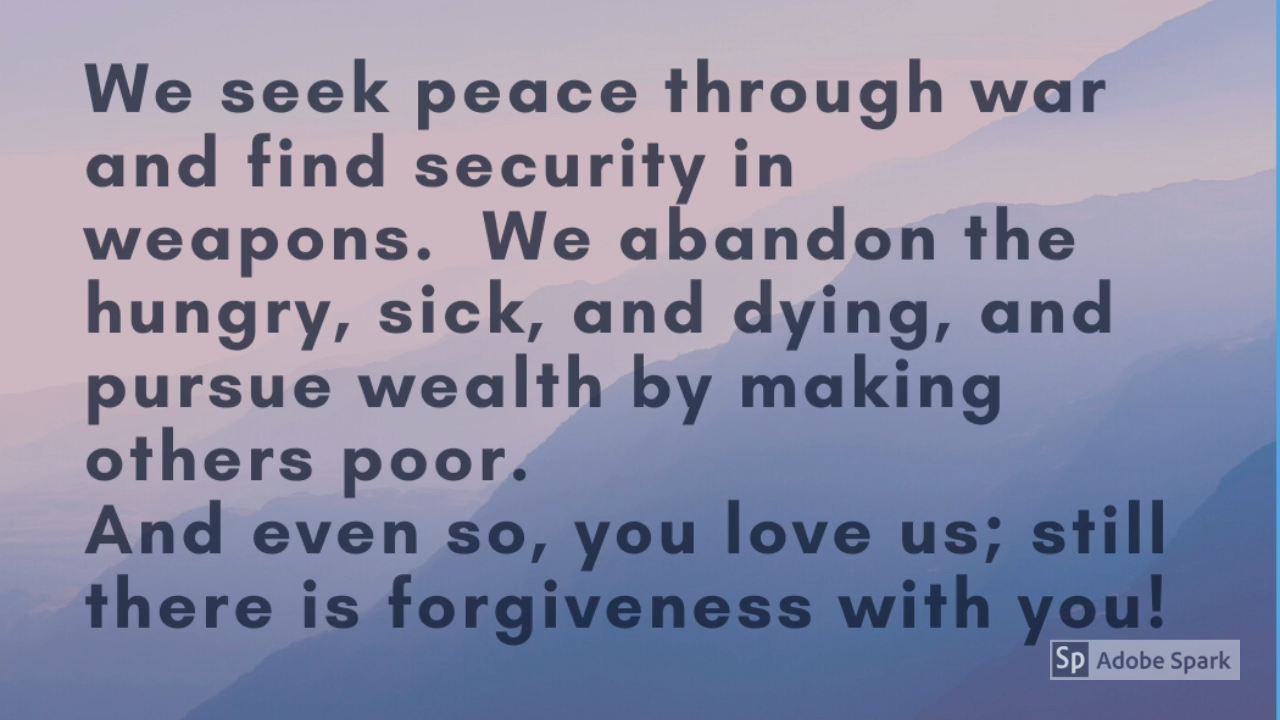 We seek peace through war
and find security in
weapons.  We abandon the
hungry, sick, and dying, and
pursue wealth by making
others poor.
And even so, you love us; still
there is forgiveness with you!
Sp Adobe Spark